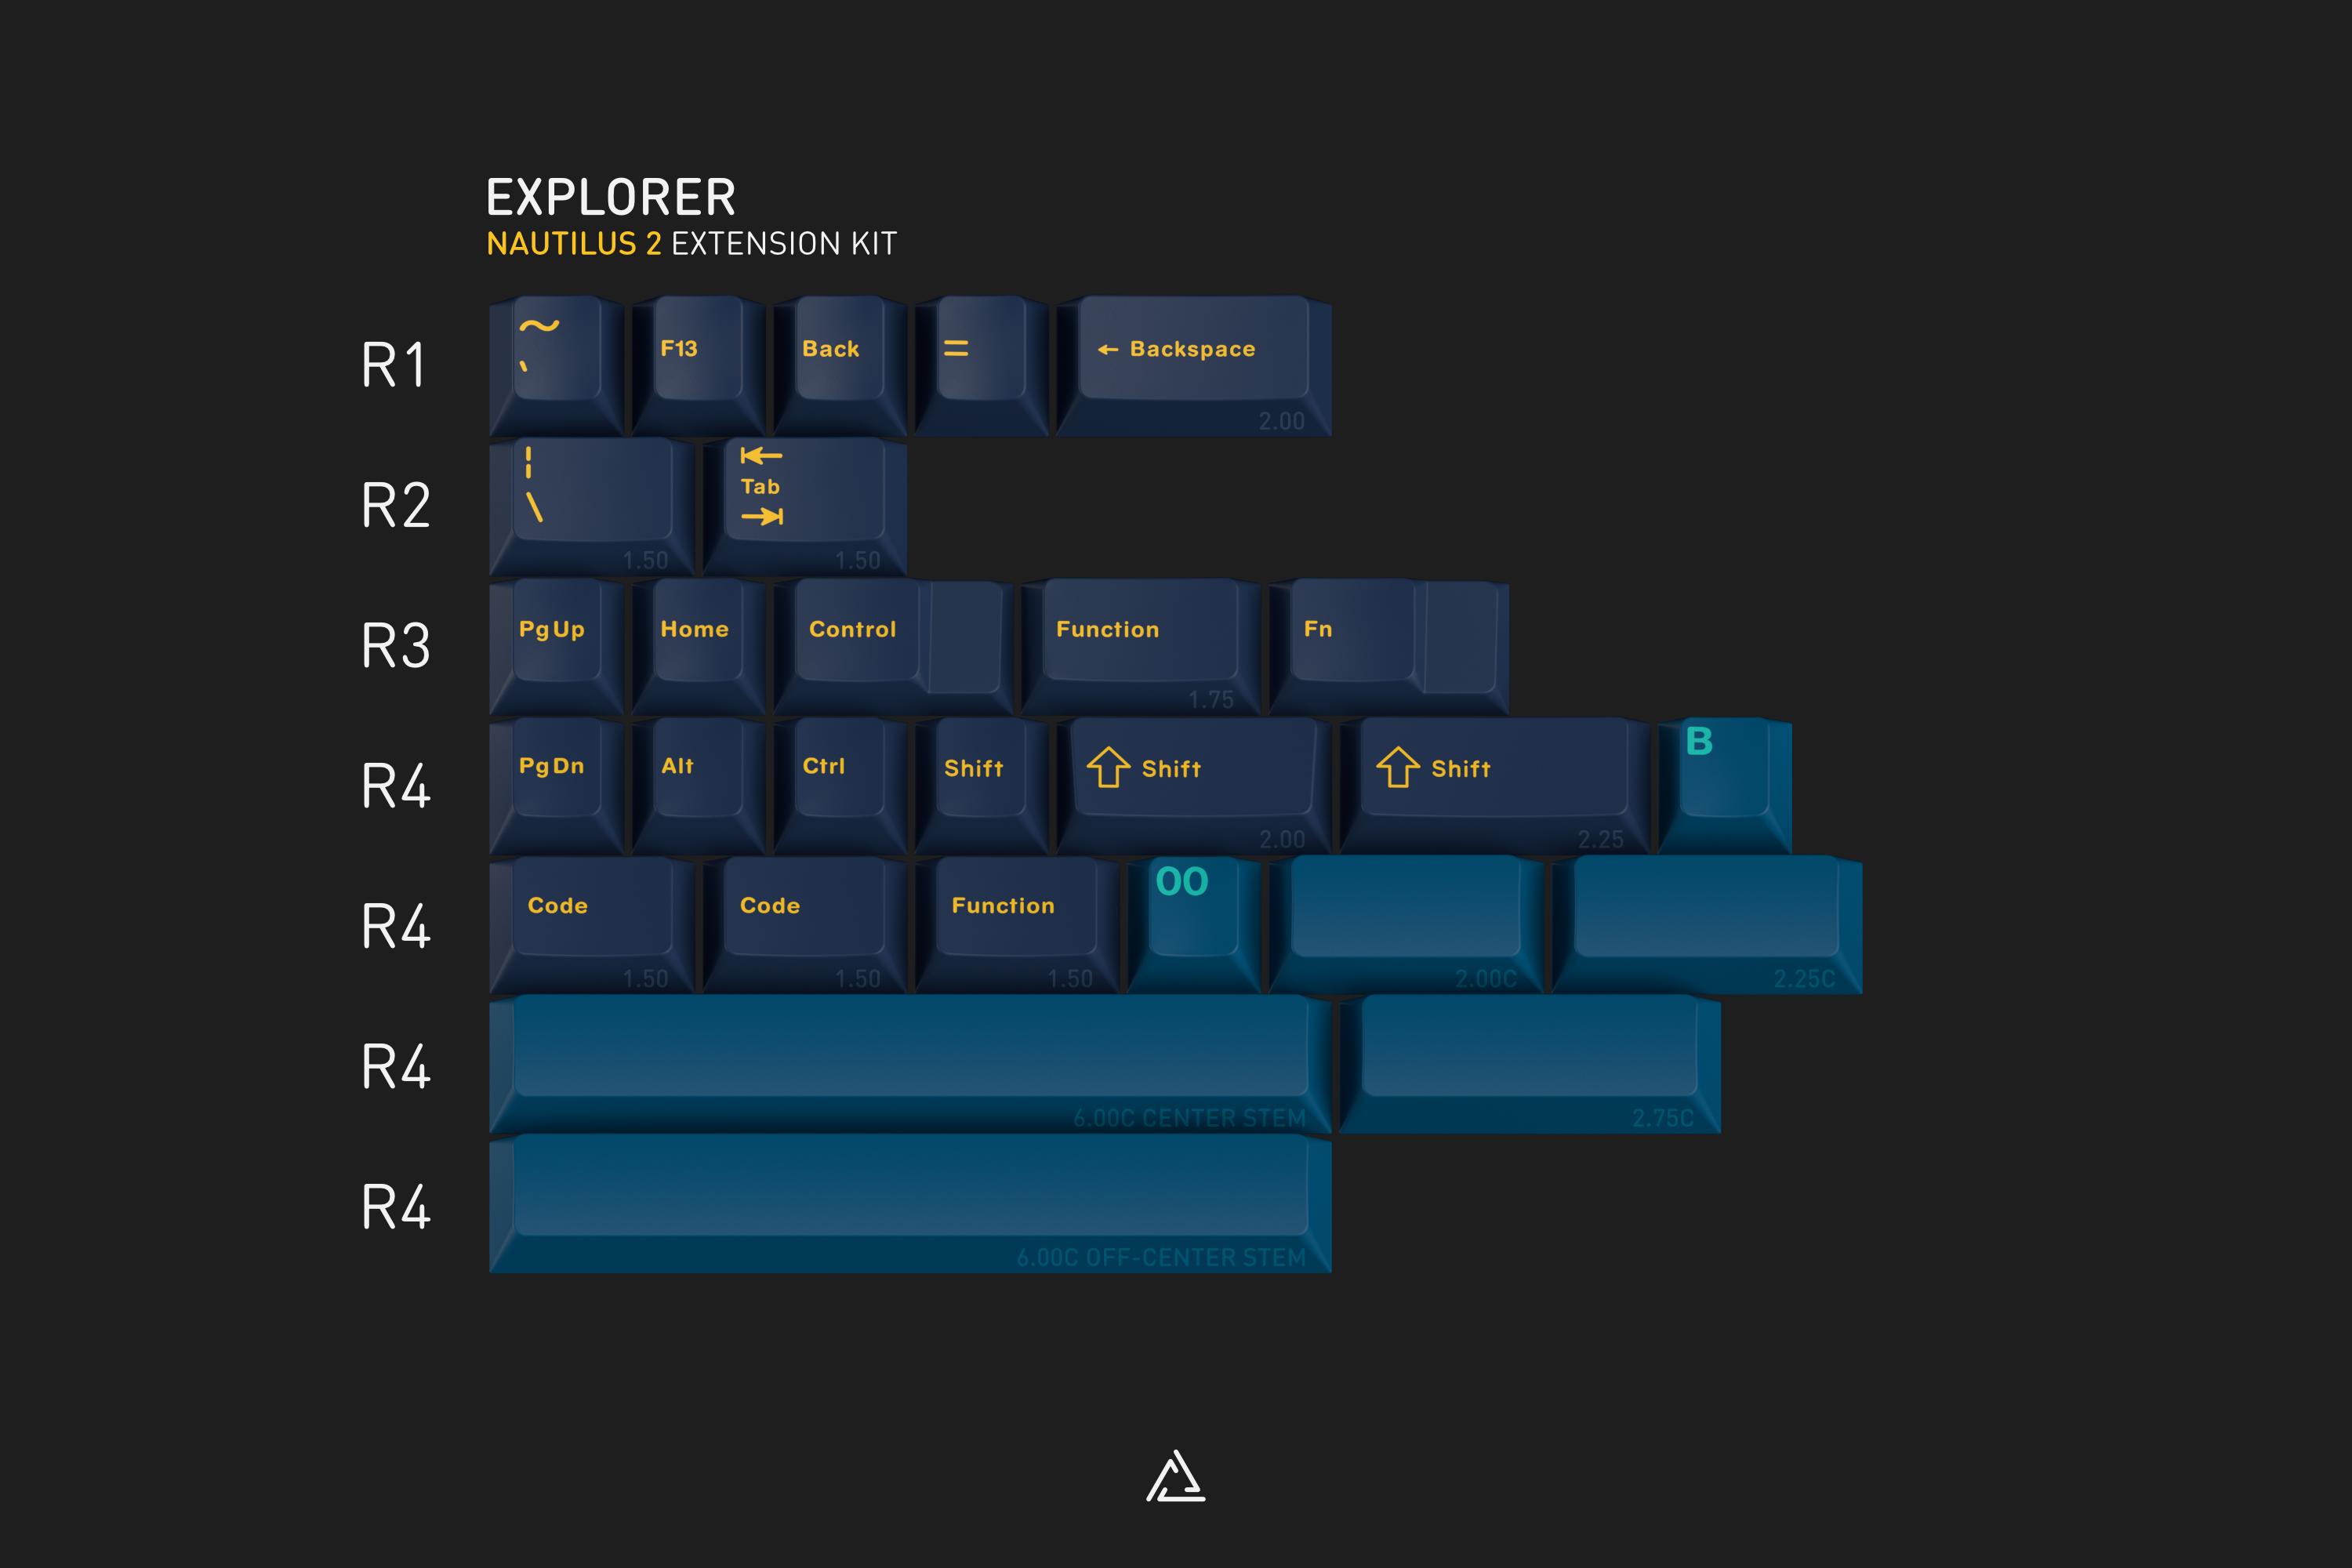 EXPLORER
NAUTILUS 2 EXTENSION KIT
R1
~
`
F13
Back
=
← Backspace
2.00
R2
¦
\
1.50
Tab
1.50
R3
PgUp
Home
Control
Function
1.75
Fn
R4
PgDn
Alt
Ctrl
Shift
Shift
2.00
Shift
2.25
B
R4
Code
1.50
Code
1.50
Function
1.50
00
2.00C
2.25C
R4
6.00C CENTER STEM
2.75C
R4
6.00C OFF-CENTER STEM